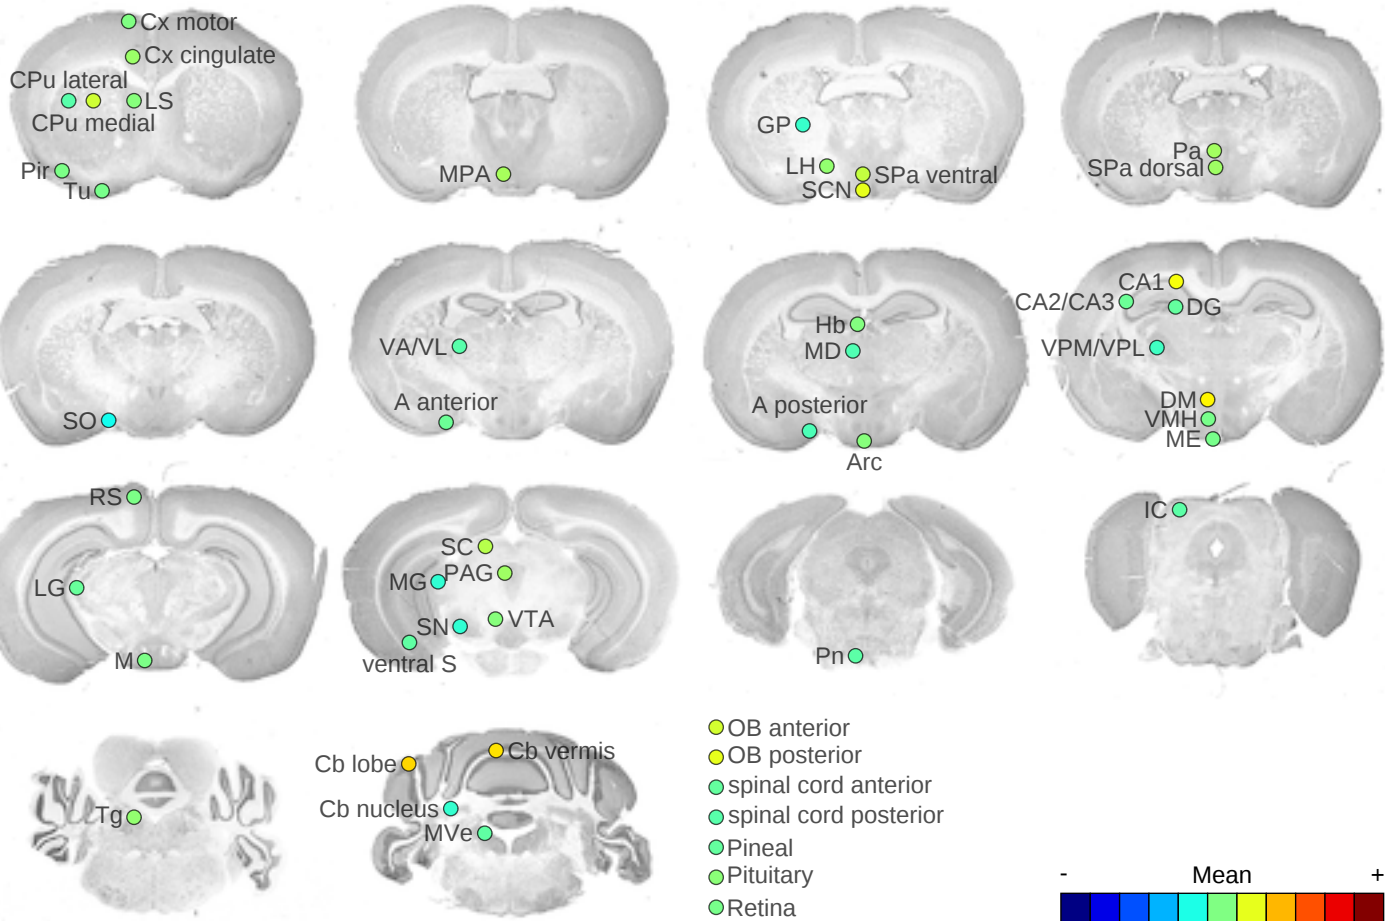 Cx motor
Cx cingulate
CPu lateral
LS
CPu medial
Pir
Tu
MPA
GP
LH
SPa ventral
SCN
Pa
SPa dorsal
SO
VA/VL
A anterior
Hb
MD
A posterior
Arc
CA1
CA2/CA3
DG
VPM/VPL
DM
VMH
ME
RS
LG
M
SC
MG
PAG
SN
VTA
ventral S
Pn
IC
Tg
Cb lobe
Cb vermis
Cb nucleus
MVe
OB anterior
OB posterior
spinal cord anterior
spinal cord posterior
Pineal
Pituitary
Retina
- Mean +